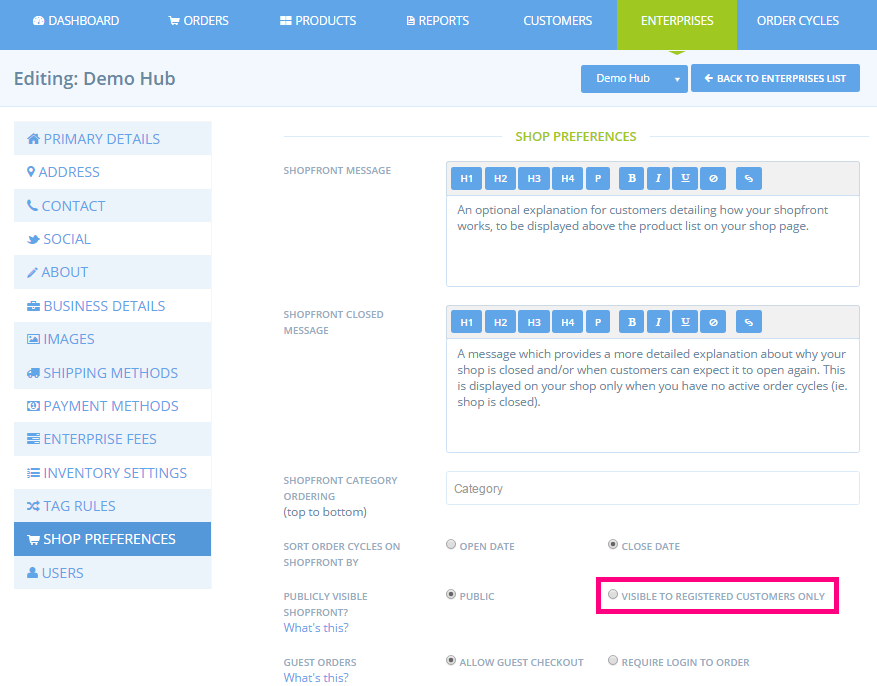 DASHBOARD ORDERS PRODUCTS REPORTS CUSTOMERS ENTERPRISES ORDER CYCLES
Editing: Demo Hub
Demo Hub
BACK TO ENTERPRISES LIST
PRIMARY DETAILS
ADDRESS
CONTACT
SOCIAL
ABOUT
BUSINESS DETAILS
IMAGES
SHIPPING METHODS
PAYMENT METHODS
ENTERPRISE FEES
INVENTORY SETTINGS
TAG RULES
SHOP PREFERENCES
USERS
SHOP PREFERENCES
SHOPFRONT MESSAGE
H1 H2 H3 H4 P B I U
An optional explanation for customers detailing how your shopfront
works, to be displayed above the product list on your shop page.
SHOPFRONT CLOSED
MESSAGE
H1 H2 H3 H4 P B I U
A message which provides a more detailed explanation about why your
shop is closed and/or when customers can expect it to open again. This
is displayed on your shop only when you have no active order cycles (ie.
shop is closed).
SHOPFRONT CATEGORY
ORDERING
(top to bottom)
Category
SORT ORDER CYCLES ON
SHOPFRONT BY
OPEN DATE
CLOSE DATE
PUBLICLY VISIBLE
SHOPFRONT?
What's this?
PUBLIC
VISIBLE TO REGISTERED CUSTOMERS ONLY
GUEST ORDERS
What's this?
ALLOW GUEST CHECKOUT
REQUIRE LOGIN TO ORDER